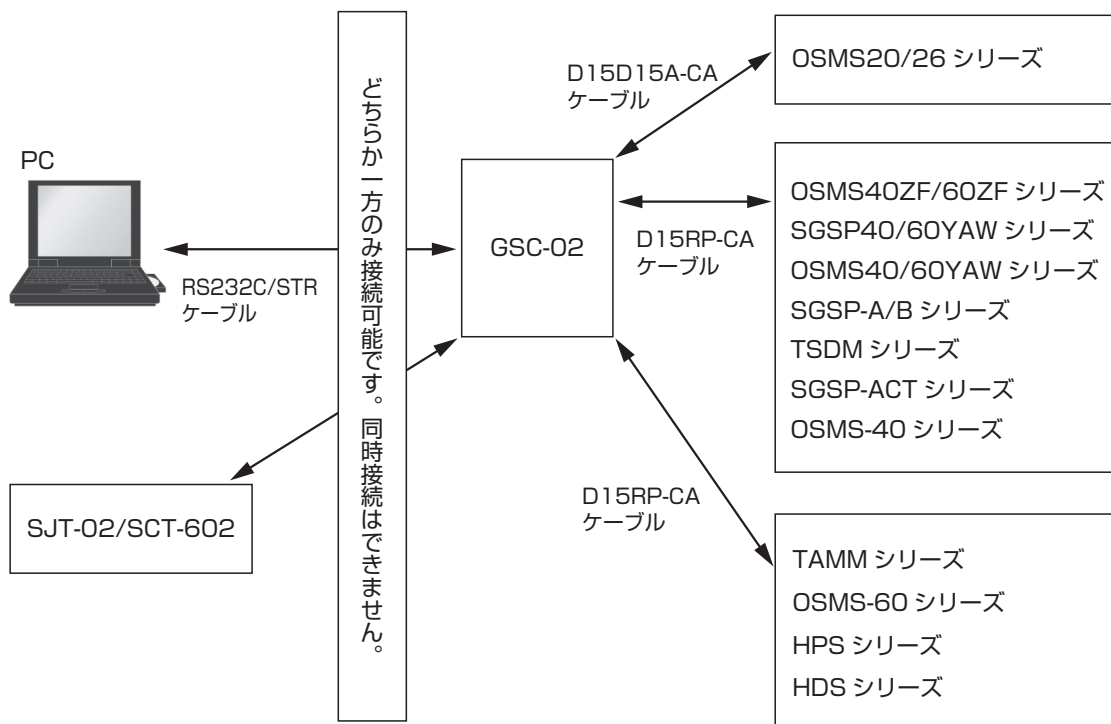 PC
RS232C/STR
ケーブル
SJT-02/SCT-602
どちらか一方のみ接続可能です。同時接続はできません。
GSC-02
D15D15A-CA
ケーブル
D15RP-CA
ケーブル
D15RP-CA
ケーブル
OSMS20/26 シリーズ
OSMS40ZF/60ZF シリーズ
SGSP40/60YAW シリーズ
OSMS40/60YAW シリーズ
SGSP-A/B シリーズ
TSDM シリーズ
SGSP-ACT シリーズ
OSMS-40 シリーズ
TAMM シリーズ
OSMS-60 シリーズ
HPS シリーズ
HDS シリーズ